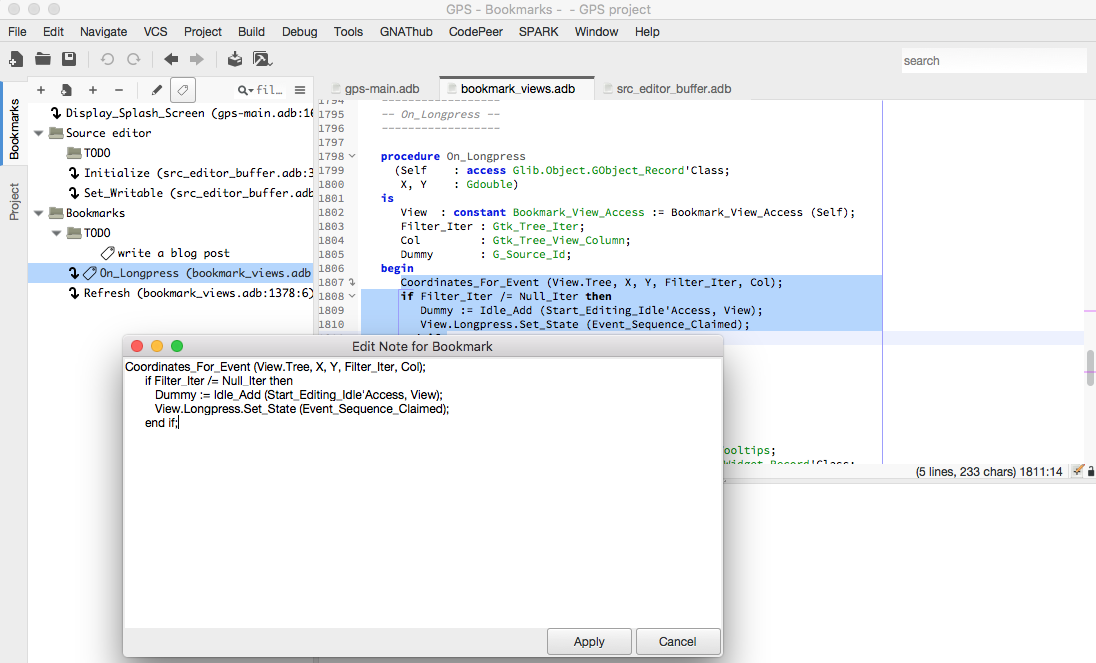 GPS - Bookmarks -  - GPS project
File Edit Navigate VCS Project Build Debug Tools GNAThub CodePeer SPARK Window Help
search
Bookmarks
Project
fil…
Display_Splash_Screen (gps-main.adb:16
Source editor
TODO
Initialize (src_editor_buffer.adb:3
Set_Writable (src_editor_buffer.adb
Bookmarks
TODO
write a blog post
On_Longpress (bookmark_views.adb
Refresh (bookmark_views.adb:1378:6)
gps-main.adb bookmark_views.adb src_editor_buffer.adb
1794 ------------------
1795 -- On_Longpress --
1796 ------------------
1797
1798 procedure On_Longpress
1799 (Self : access Glib.Object.GObject_Record'Class;
1800 X, Y : Gdouble)
1801 is
1802 View : constant Bookmark_View_Access := Bookmark_View_Access (Self);
1803 Filter_Iter : Gtk_Tree_Iter;
1804 Col : Gtk_Tree_View_Column;
1805 Dummy : G_Source_Id;
1806 begin
1807 Coordinates_For_Event (View.Tree, X, Y, Filter_Iter, Col);
1808 if Filter_Iter /= Null_Iter then
1809 Dummy := Idle_Add (Start_Editing_Idle'Access, View);
1810 View.Longpress.Set_State (Event_Sequence_Claimed);
ooltips;
Widget_Record'Class;
(5 lines, 233 chars) 1811:14
Edit Note for Bookmark
Coordinates_For_Event (View.Tree, X, Y, Filter_Iter, Col);
if Filter_Iter /= Null_Iter then
Dummy := Idle_Add (Start_Editing_Idle'Access, View);
View.Longpress.Set_State (Event_Sequence_Claimed);
end if;
Apply Cancel